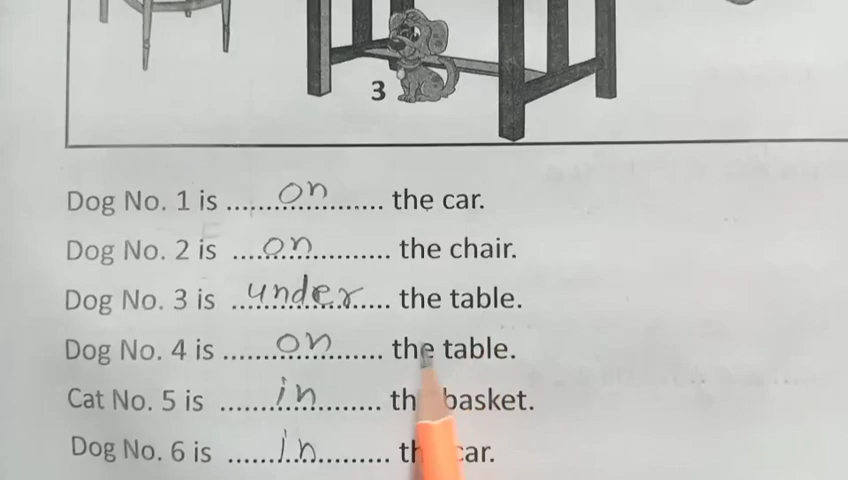 3
Dog No. 1 is ......on...... the car.
Dog No. 2 is ......on...... the chair.
Dog No. 3 is ......under...... the table.
Dog No. 4 is ......on...... the table.
Cat No. 5 is ......in...... basket.
Dog No. 6 is ......in...... car.